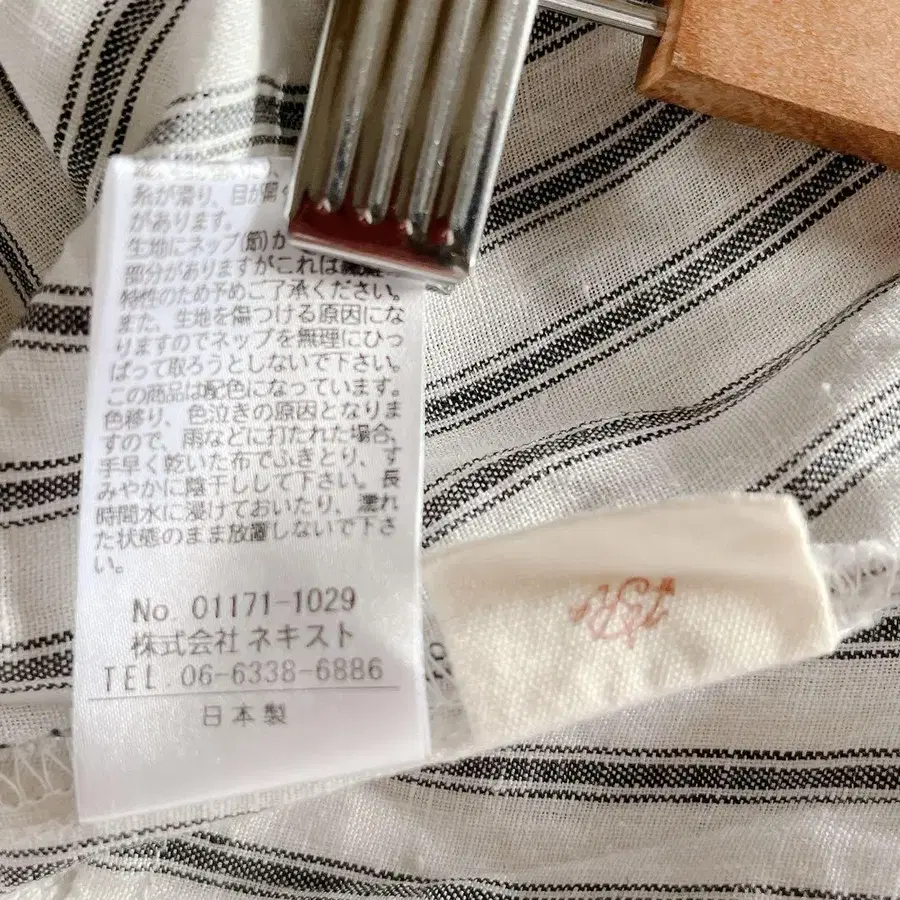 糸が滑り、目が開く
があります。
生地にネップ(節)か
部分がありますがこれは
特性のため予めご了承ください。
また、生地を傷つける原因にな
りますのでネップを無理にひっ
ぱって取ろうとしないで下さい。
この商品は配色になっています。
色移り、色泣きの原因となりま
すので、雨などに打たれた場合、
手早く乾いた布でふきとり、す
みやかに陰干しして下さい。長
時間水に浸けておいたり、濡れ
た状態のまま放置しないで下さ
い。
No. 01171-1029
株式会社 ネキスト
TEL.06-6338-6886
日本製